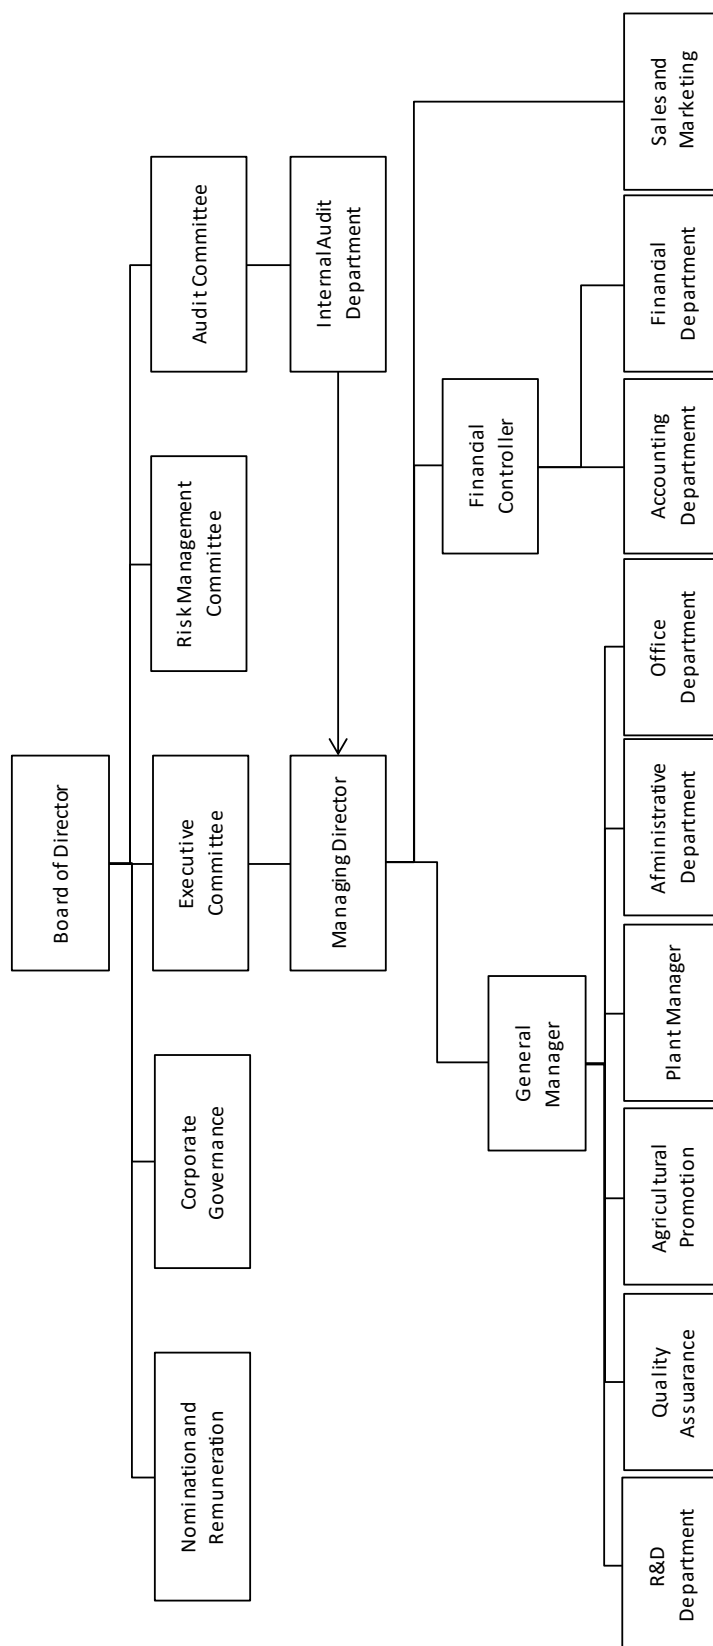 Board of Director
Nomination and
Remuneration
Corporate
Governance
Executive
Committee
Risk Management
Committee
Audit Committee
Managing Director
Internal Audit
Department
General
Manager
Financial
Controller
R&D
Department
Quality
Assuarance
Agricultural
Promotion
Plant Manager
Afministrative
Department
Office
Department
Accounting
Departmemt
Financial
Department
Sales and
Marketing